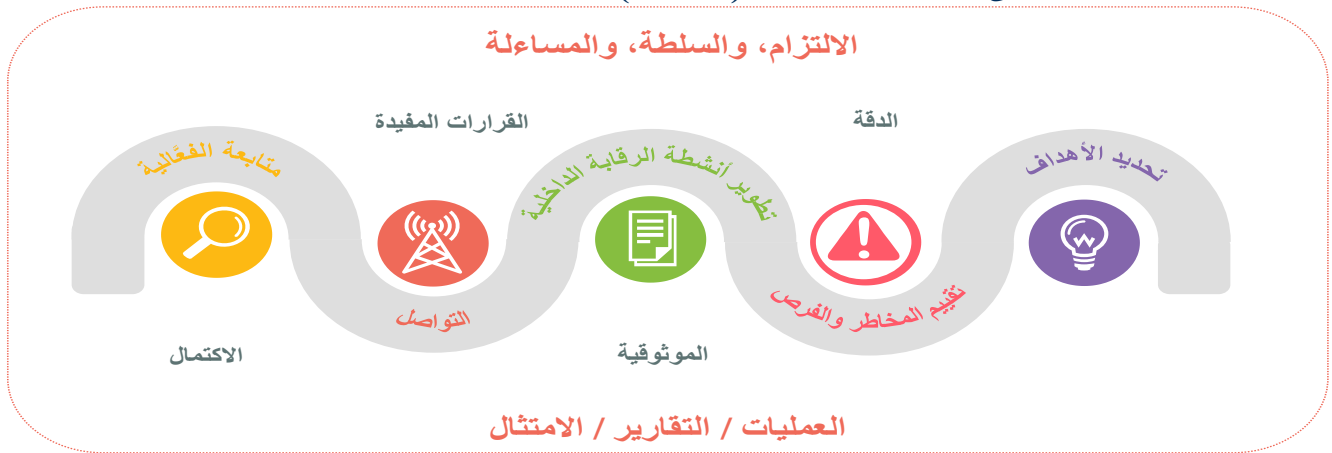 الالتزام، والسلطة، والمساءلة
الدقة
القرارات المفيدة
تحديد الأهداف
تقييم المخاطر والفرص
تطوير أنشطة الرقابة الداخلية
التواصل
متابعة الفعَّالية
الموثوقية
الاكتمال
العمليات / التقارير / الامتثال